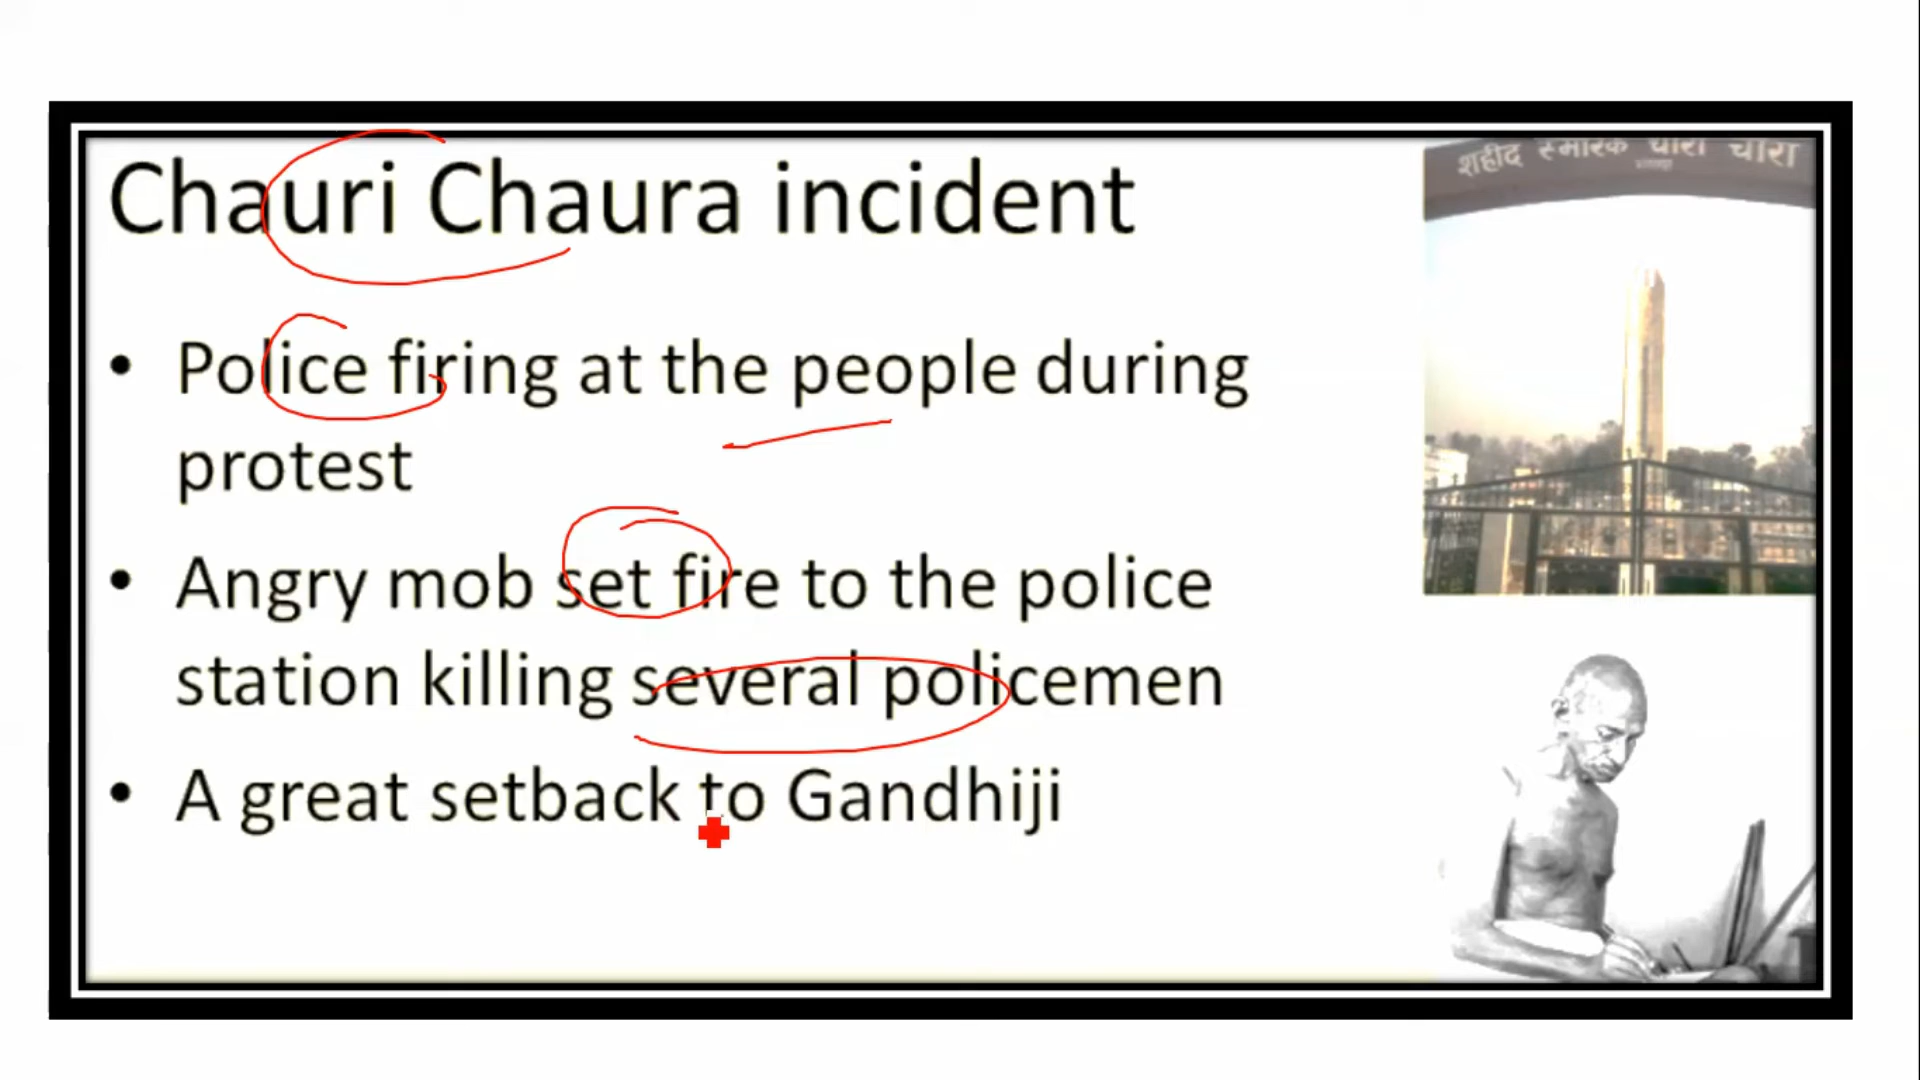 Chauri Chaura incident
शहीद स्मारक चौरी चौरा
• Police firing at the people during
protest
• Angry mob set fire to the police
station killing several policemen
• A great setback to Gandhiji